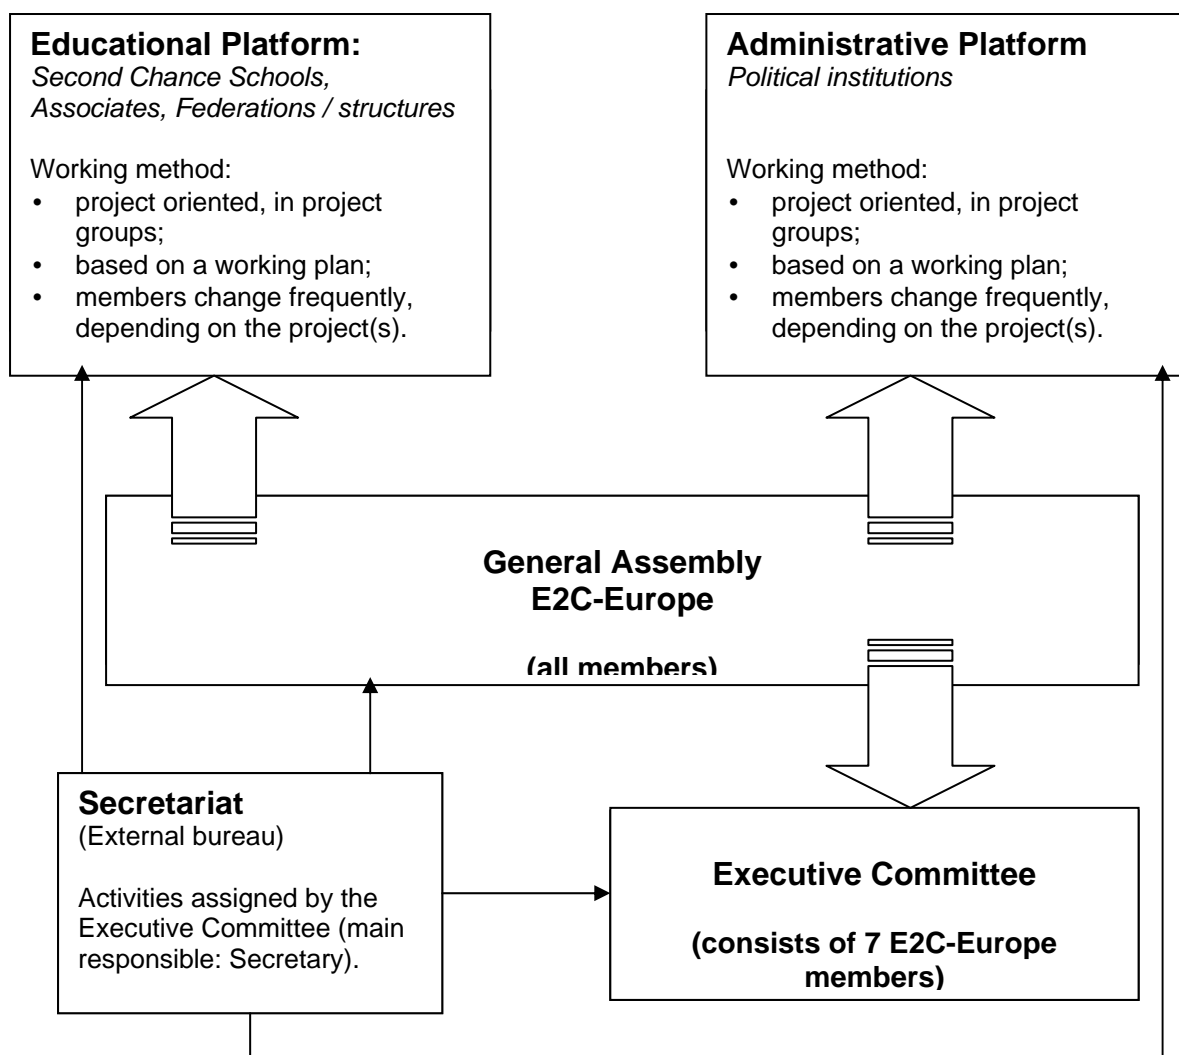 Educational Platform:
Second Chance Schools,
Associates, Federations / structures
Working method:
• project oriented, in project
groups;
• based on a working plan;
• members change frequently,
depending on the project(s).
Administrative Platform
Political institutions
Working method:
• project oriented, in project
groups;
• based on a working plan;
• members change frequently,
depending on the project(s).
General Assembly
E2C-Europe
(all members)
Secretariat
(External bureau)
Activities assigned by the
Executive Committee (main
responsible: Secretary).
Executive Committee
(consists of 7 E2C-Europe
members)